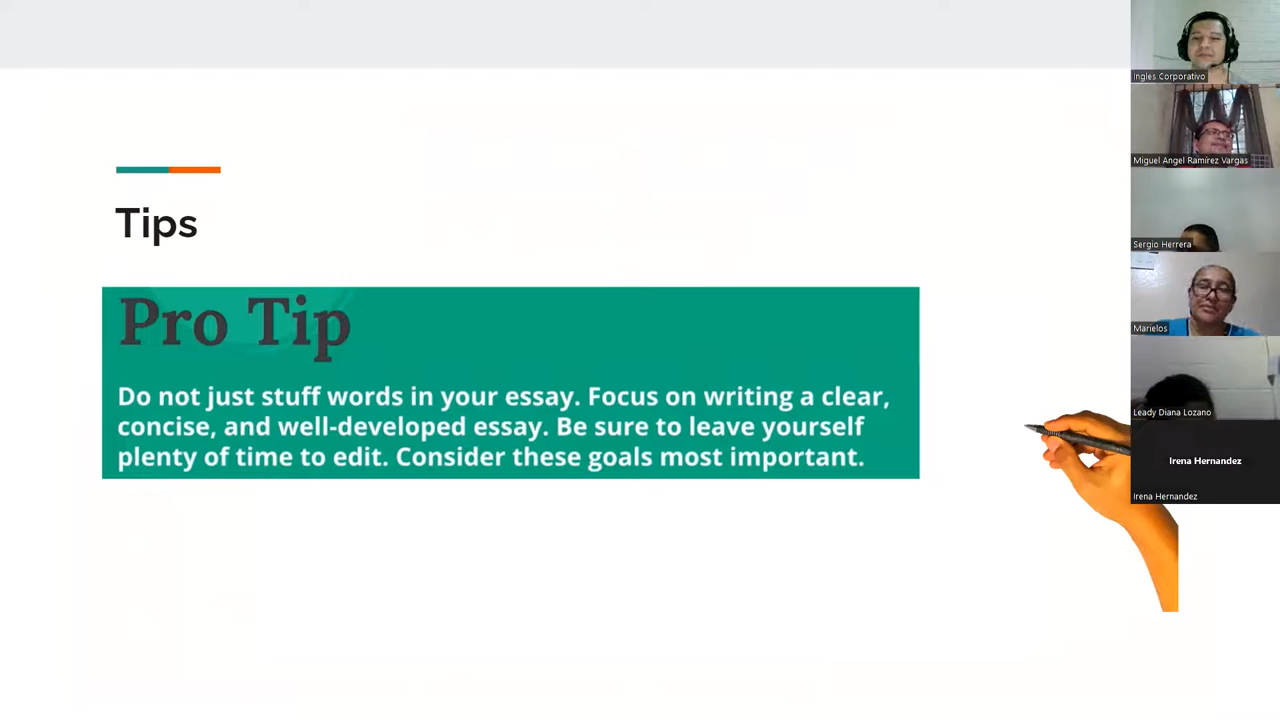 Tips
Pro Tip
Do not just stuff words in your essay. Focus on writing a clear,
concise, and well-developed essay. Be sure to leave yourself
plenty of time to edit. Consider these goals most important.
Ingles Corporativo
Miguel Angel Ramírez Vargas
Sergio Herrera
Marielos
Leady Diana Lozano
Irena Hernandez
Irena Hernandez